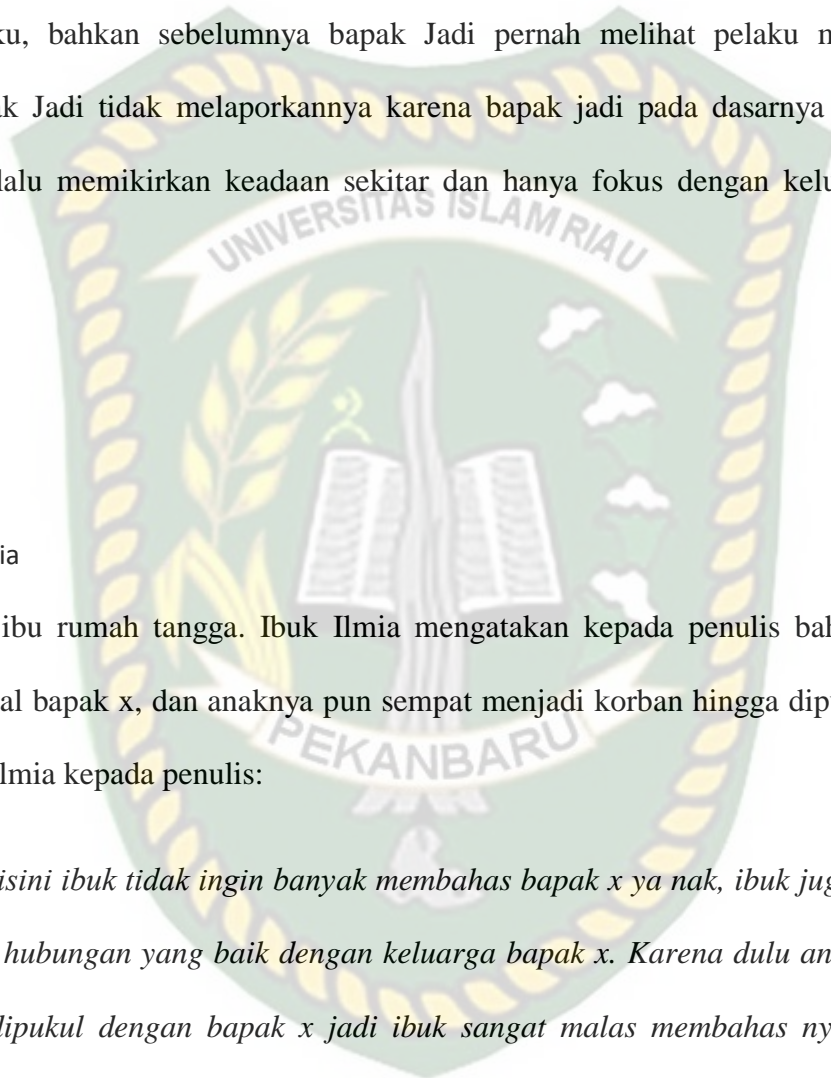 ku, bahkan sebelumnya bapak Jadi pernah melihat pelaku m
ak Jadi tidak melaporkannya karena bapak jadi pada dasarnya
lalu memikirkan keadaan sekitar dan hanya fokus dengan kelu
UNIVERSITAS ISLAM RIAU
ia
ibu rumah tangga. Ibuk Ilmia mengatakan kepada penulis bah
al bapak x, dan anaknya pun sempat menjadi korban hingga dip
lmia kepada penulis:
PEKANBARU
isini ibuk tidak ingin banyak membahas bapak x ya nak, ibuk jug
hubungan yang baik dengan keluarga bapak x. Karena dulu an
dipukul dengan bapak x jadi ibuk sangat malas membahas ny